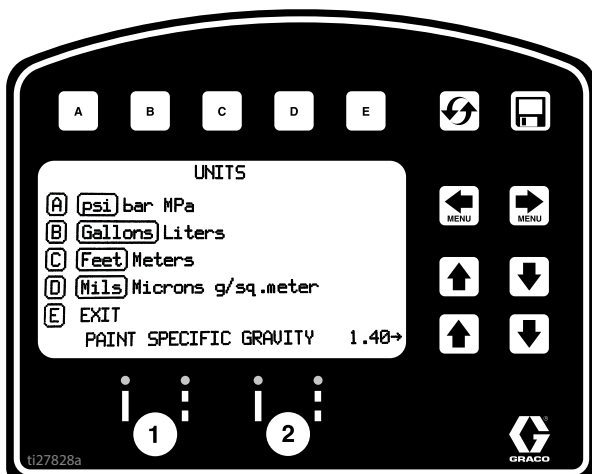 A B C D E
UNITS
A psi bar MPa
B Gallons Liters
C Feet Meters
D Mils Microns g/sq.meter
E EXIT
PAINT SPECIFIC GRAVITY 1.40→
MENU MENU
1 2
ti27828a
G
GRACO